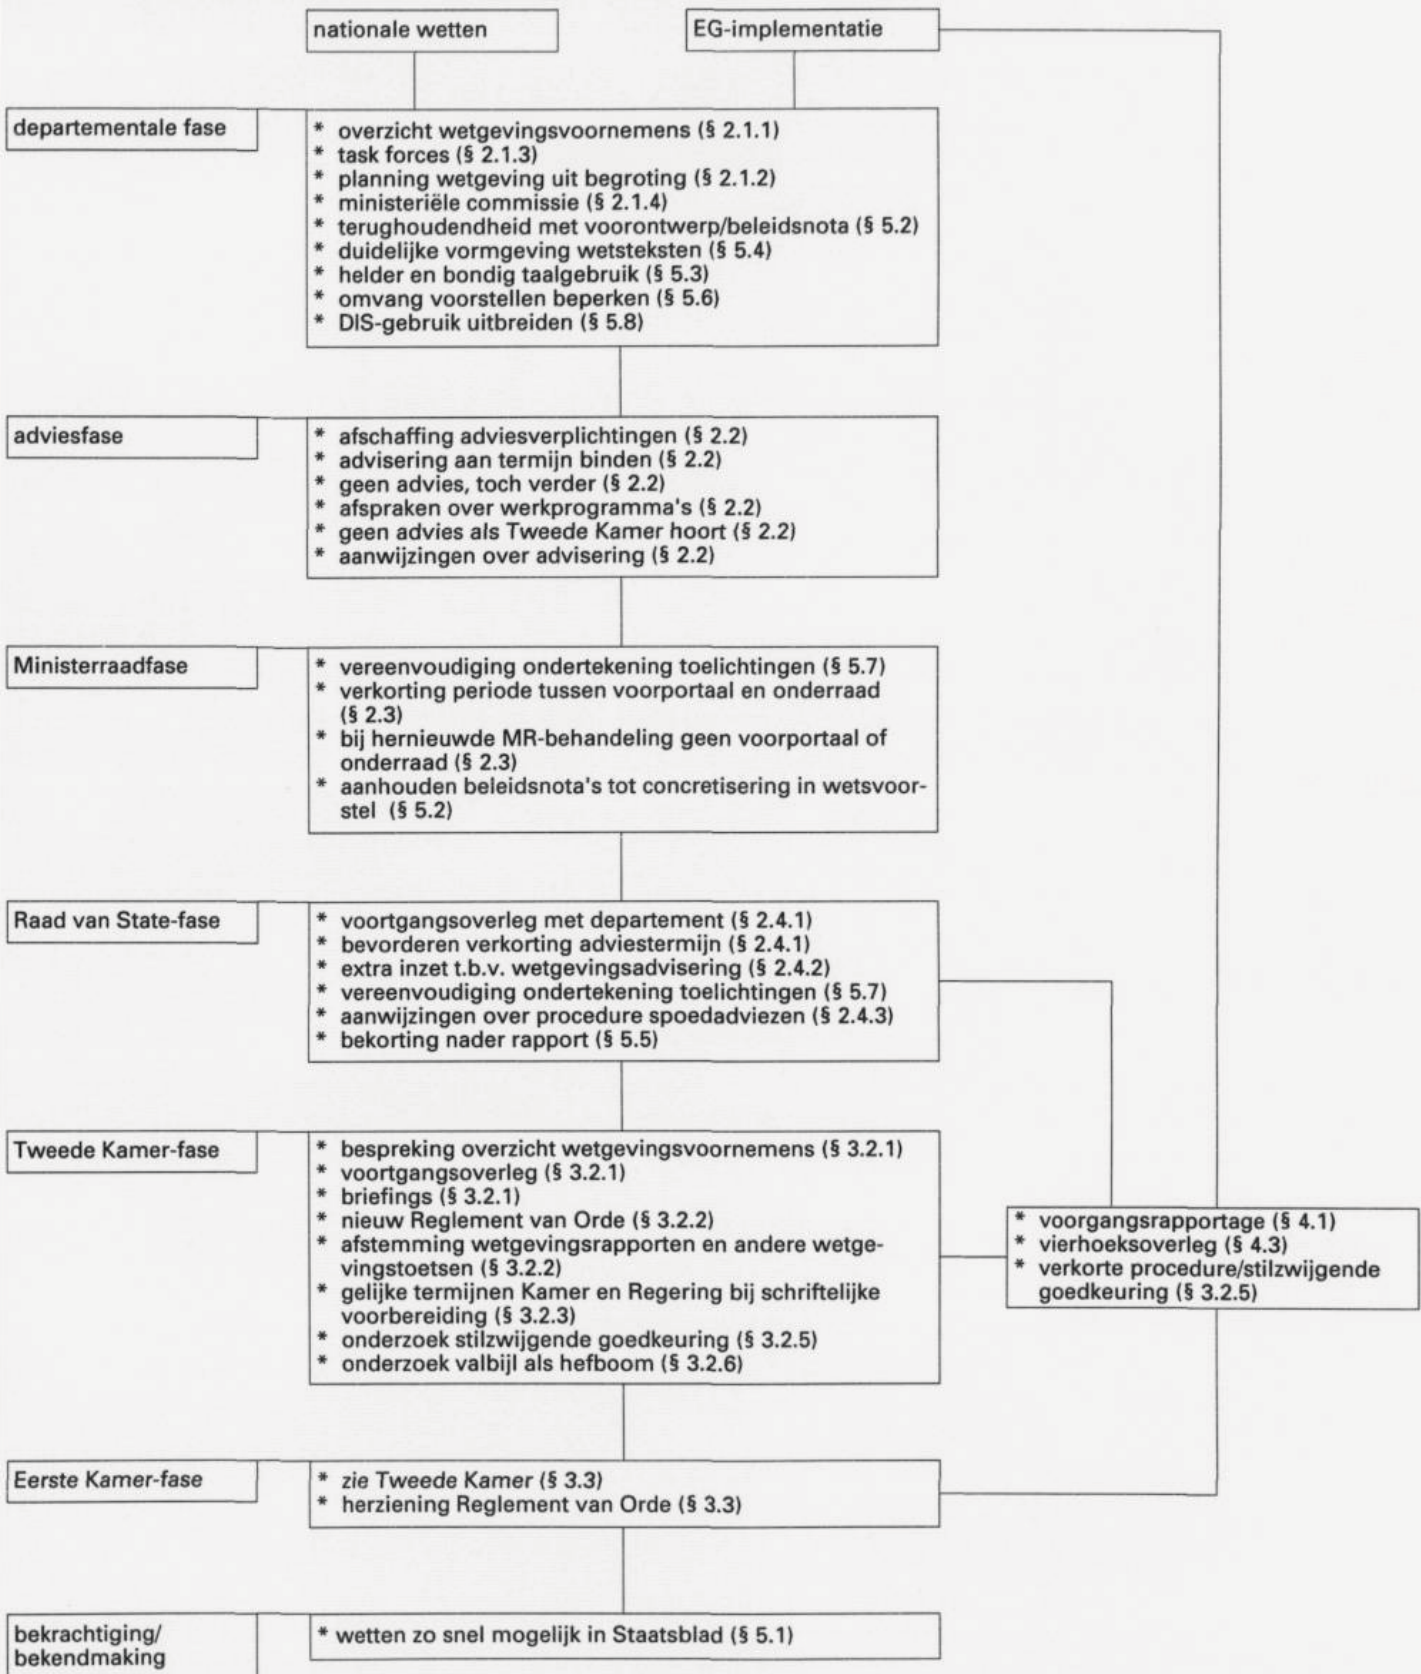 nationale wetten
EG-implementatie
departementale fase
* overzicht wetgevingsvoornemens (§ 2.1.1)
* task forces (§ 2.1.3)
* planning wetgeving uit begroting (§ 2.1.2)
* ministeriële commissie (§ 2.1.4)
* terughoudendheid met voorontwerp/beleidsnota (§ 5.2)
* duidelijke vormgeving wetsteksten (§ 5.4)
* helder en bondig taalgebruik (§ 5.3)
* omvang voorstellen beperken (§ 5.6)
* DIS-gebruik uitbreiden (§ 5.8)
adviesfase
* afschaffing adviesverplichtingen (§ 2.2)
* advisering aan termijn binden (§ 2.2)
* geen advies, toch verder (§ 2.2)
* afspraken over werkprogramma's (§ 2.2)
* geen advies als Tweede Kamer hoort (§ 2.2)
* aanwijzingen over advisering (§ 2.2)
Ministerraadfase
* vereenvoudiging ondertekening toelichtingen (§ 5.7)
* verkorting periode tussen voorportaal en onderraad
(§ 2.3)
* bij hernieuwde MR-behandeling geen voorportaal of
onderraad (§ 2.3)
* aanhouden beleidsnota's tot concretisering in wetsvoor-
stel (§ 5.2)
Raad van State-fase
* voortgangsoverleg met departement (§ 2.4.1)
* bevorderen verkorting adviestermijn (§ 2.4.1)
* extra inzet t.b.v. wetgevingsadvisering (§ 2.4.2)
* vereenvoudiging ondertekening toelichtingen (§ 5.7)
* aanwijzingen over procedure spoedadviezen (§ 2.4.3)
* bekorting nader rapport (§ 5.5)
Tweede Kamer-fase
* bespreking overzicht wetgevingsvoornemens (§ 3.2.1)
* voortgangsoverleg (§ 3.2.1)
* briefings (§ 3.2.1)
* nieuw Reglement van Orde (§ 3.2.2)
* afstemming wetgevingsrapporten en andere wetge-
vingstoetsen (§ 3.2.2)
* gelijke termijnen Kamer en Regering bij schriftelijke
voorbereiding (§ 3.2.3)
* onderzoek stilzwijgende goedkeuring (§ 3.2.5)
* onderzoek valbijl als hefboom (§ 3.2.6)
* voorgangsrapportage (§ 4.1)
* vierhoeksoverleg (§ 4.3)
* verkorte procedure/stilzwijgende
goedkeuring (§ 3.2.5)
Eerste Kamer-fase
* zie Tweede Kamer (§ 3.3)
* herziening Reglement van Orde (§ 3.3)
bekrachtiging/
bekendmaking
* wetten zo snel mogelijk in Staatsblad (§ 5.1)